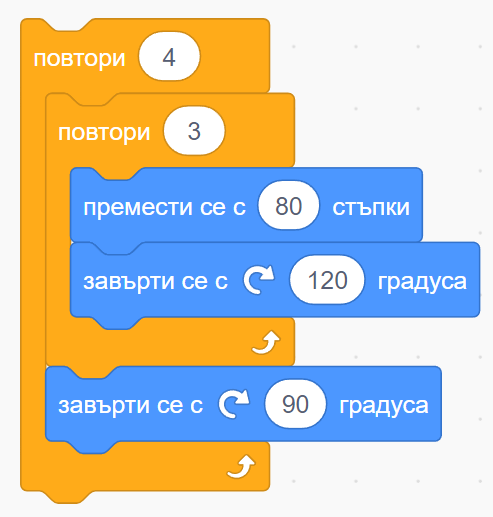 повтори 4
повтори 3
премести се с 80 стъпки
завърти се с 120 градуса
завърти се с 90 градуса